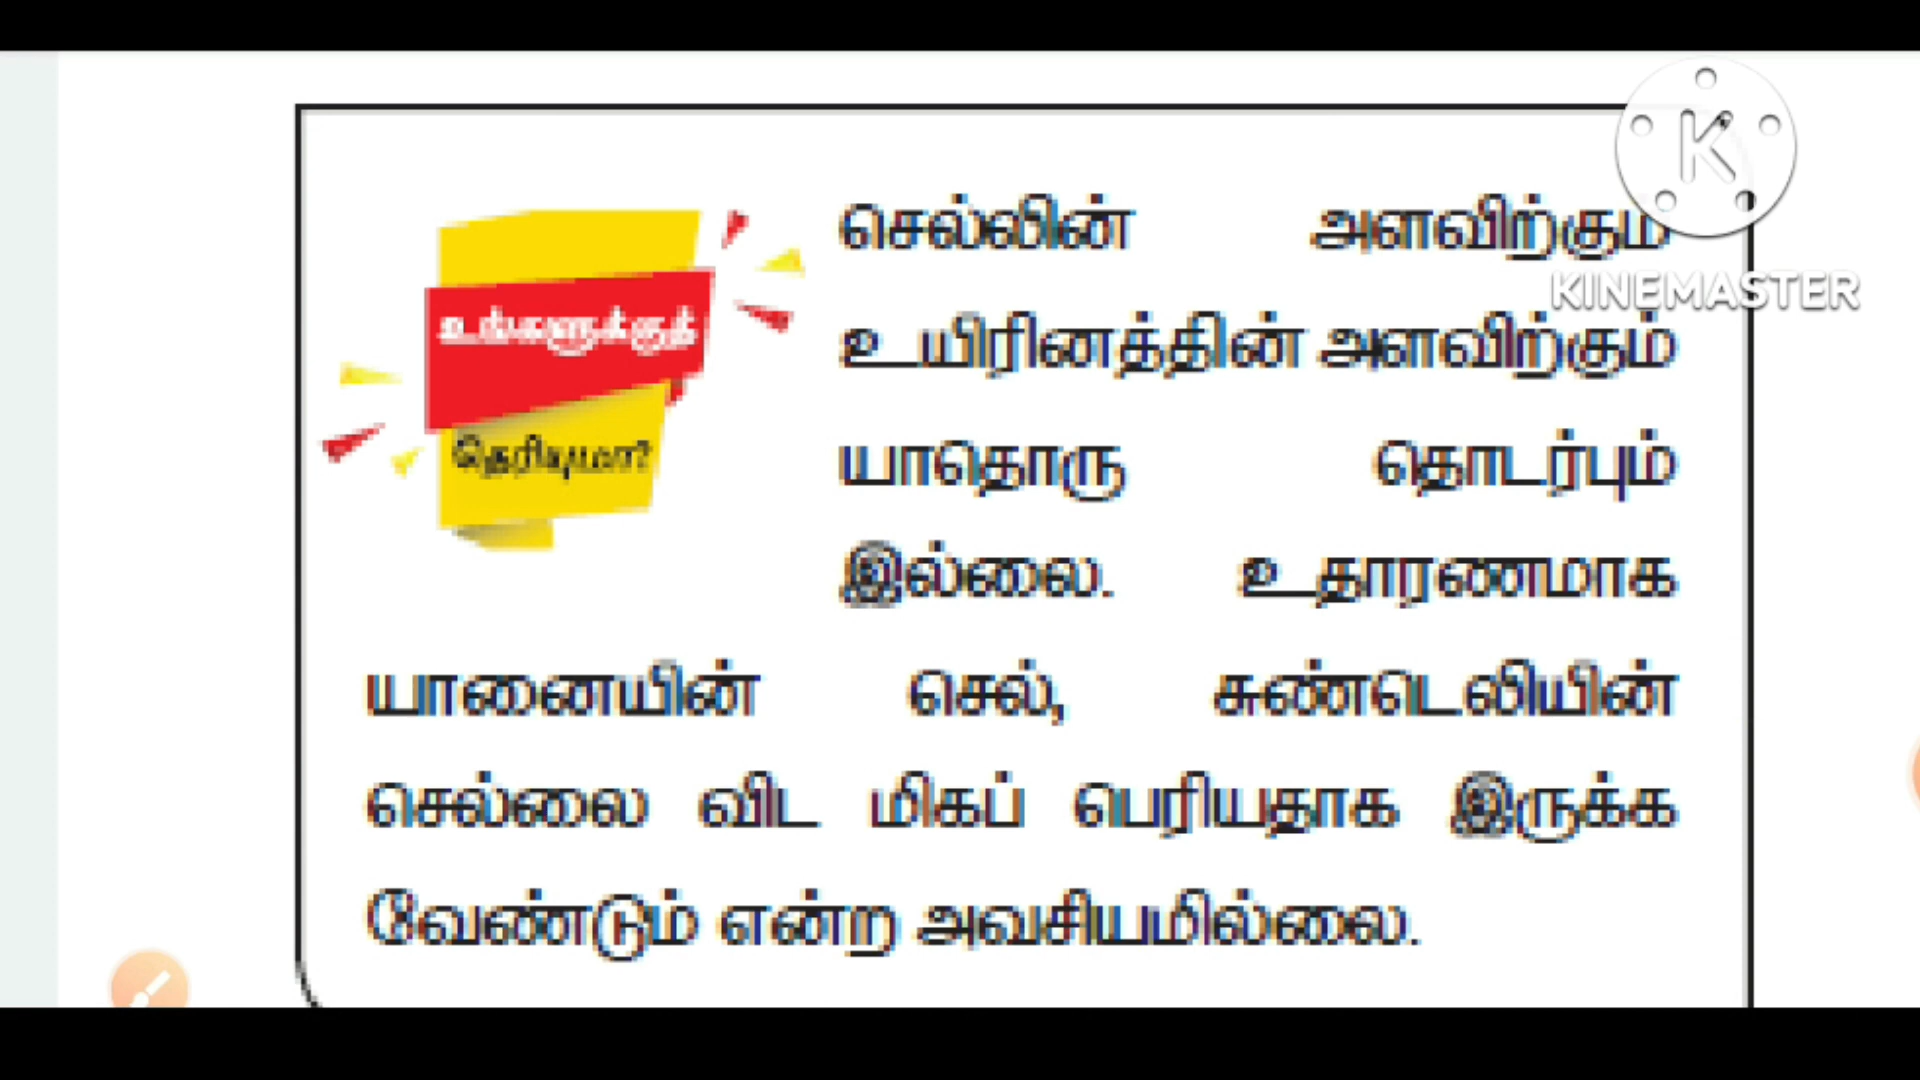 செல்லின் அளவிற்கும்
KINEMASTER
உங்களுக்குத்
தெரியுமா?
உயிரினத்தின் அளவிற்கும்
யாதொரு தொடர்பும்
இல்லை. உதாரணமாக
யானையின் செல், சுண்டெலியின்
செல்லை விட மிகப் பெரியதாக இருக்க
வேண்டும் என்ற அவசியமில்லை.